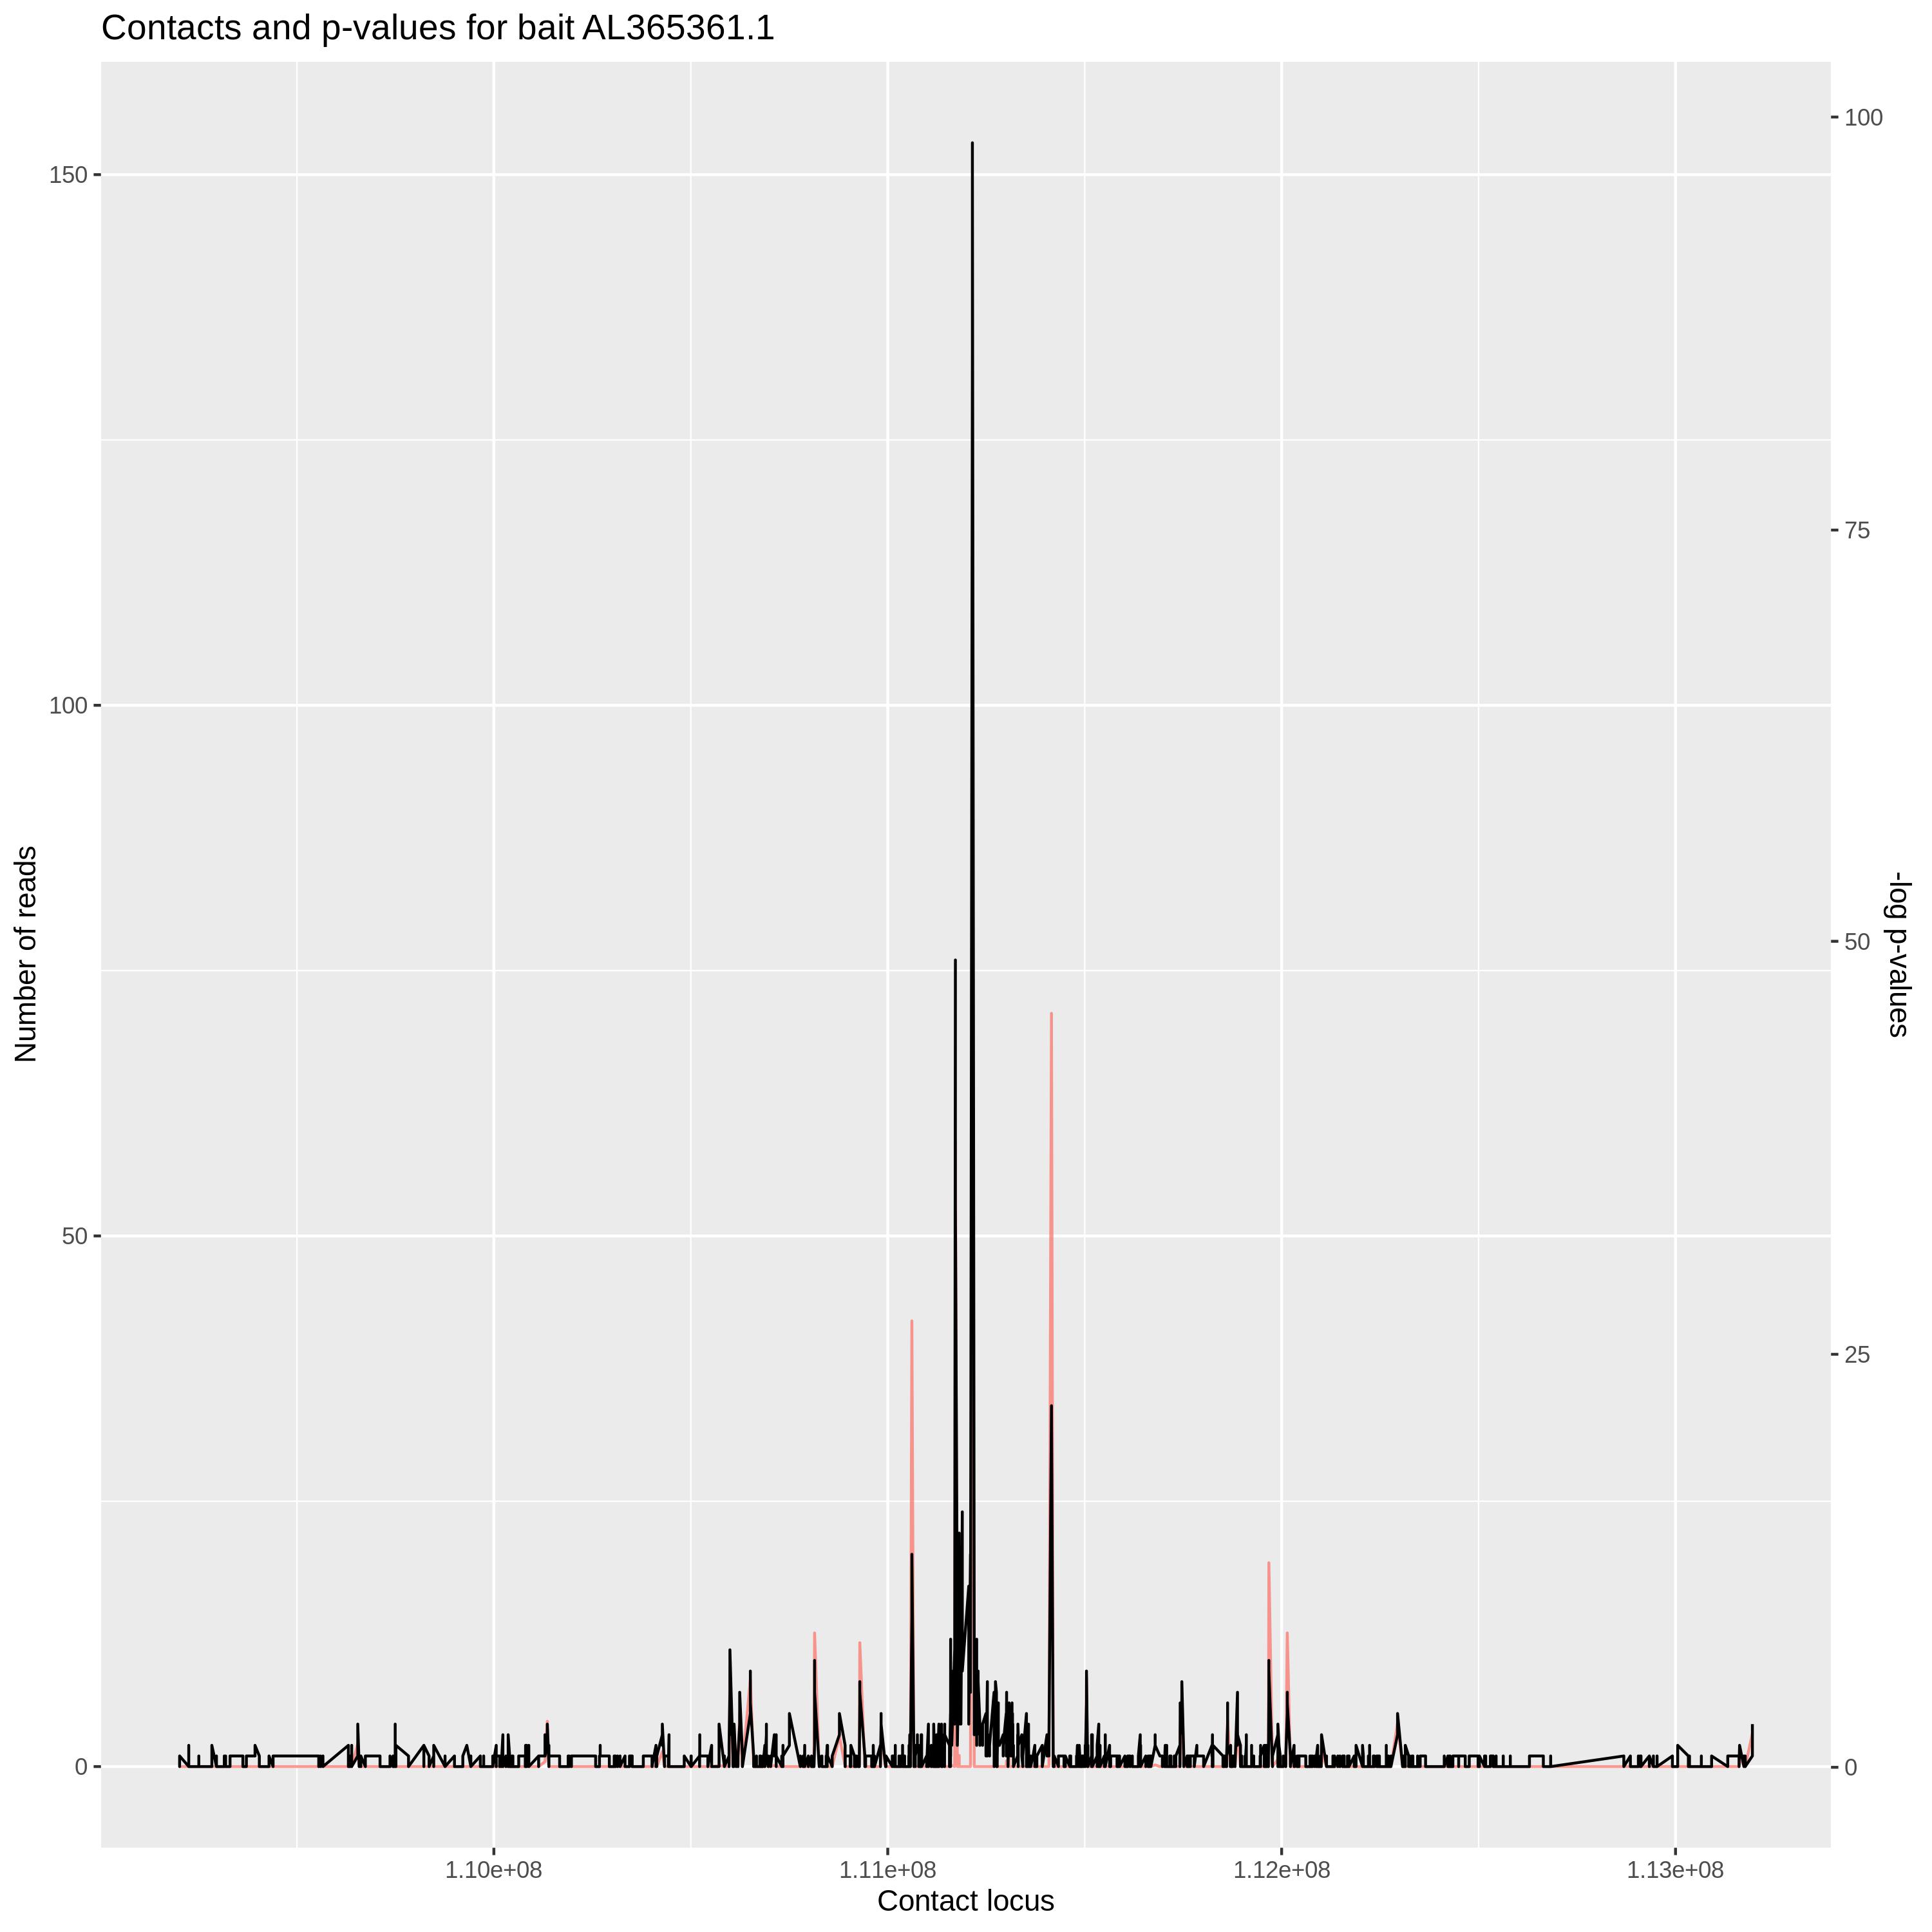 Contacts and p-values for bait AL365361.1
150
100
50
0
Number of reads
100
75
50
25
0
-log p-values
1.10e+08
1.11e+08
1.12e+08
1.13e+08
Contact locus